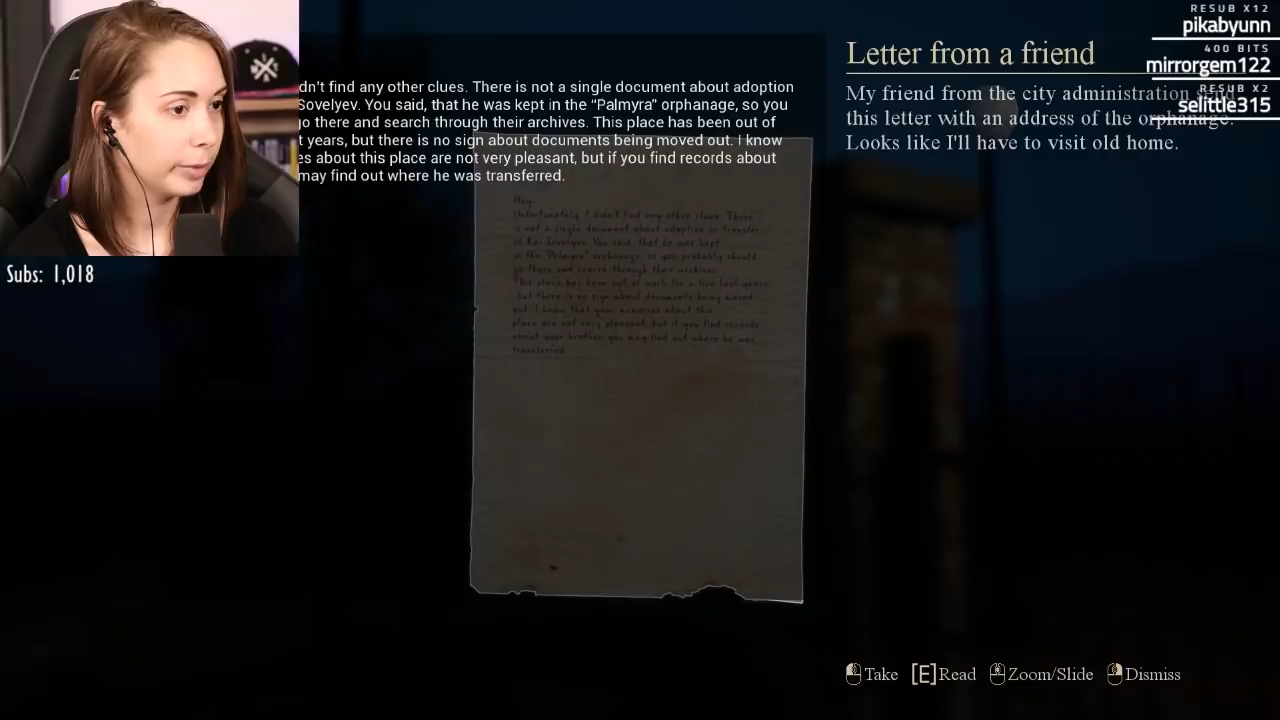 RESUB X12
pikabyunn
400 BITS
mirrorgem122
RESUB X2
selittle315
Letter from a friend
My friend from the city administration
this letter with an address of the orphanage.
Looks like I'll have to visit old home.
dn't find any other clues. There is not a single document about adoption
Sovelyev. You said, that he was kept in the “Palmyra” orphanage, so you
go there and search through their archives. This place has been out of
t years, but there is no sign about documents being moved out. I know
es about this place are not very pleasant, but if you find records about
may find out where he was transferred.
Hey.
Unfortunately, I didn't find any other clues. There
is not a single document about adoption or transfer
of Kai Sovelyev. You said, that he was kept
in the "Palmyra" orphanage, so you probably should
go there and search through their archives.
This place has been out of work for a five last years,
but there is no sign about documents being moved
out. I know that your memories about this
place are not very pleasant, but if you find records
about your brother, you may find out where he was
transferred.
Subs: 1,018
Take [E]Read Zoom/Slide Dismiss